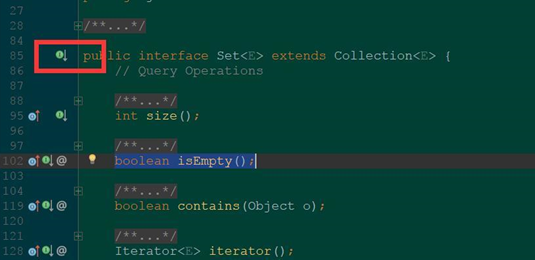 27
28 /**...*/
84
85 public interface Set<E> extends Collection<E> {
86 // Query Operations
87
88 /**...*/
95 int size();
96
97 /**...*/
102 @ boolean isEmpty();
103
104 /**...*/
119 @ boolean contains(Object o);
120
121 /**...*/
128 @ Iterator<E> iterator();